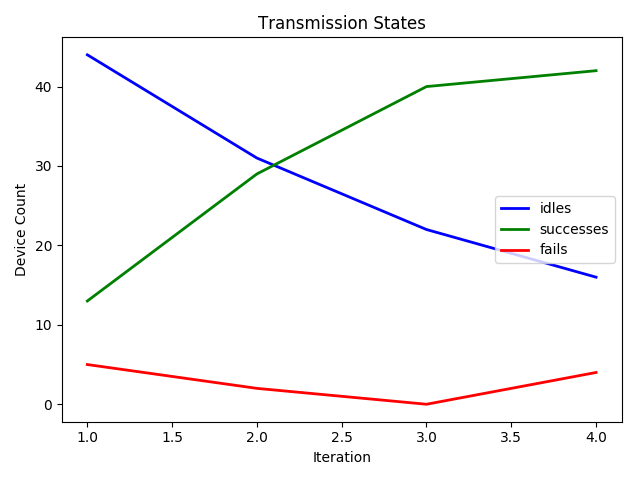 Transmission States
Device Count
40
30
20
10
0
idles
successes
fails
1.0 1.5 2.0 2.5 3.0 3.5 4.0
Iteration